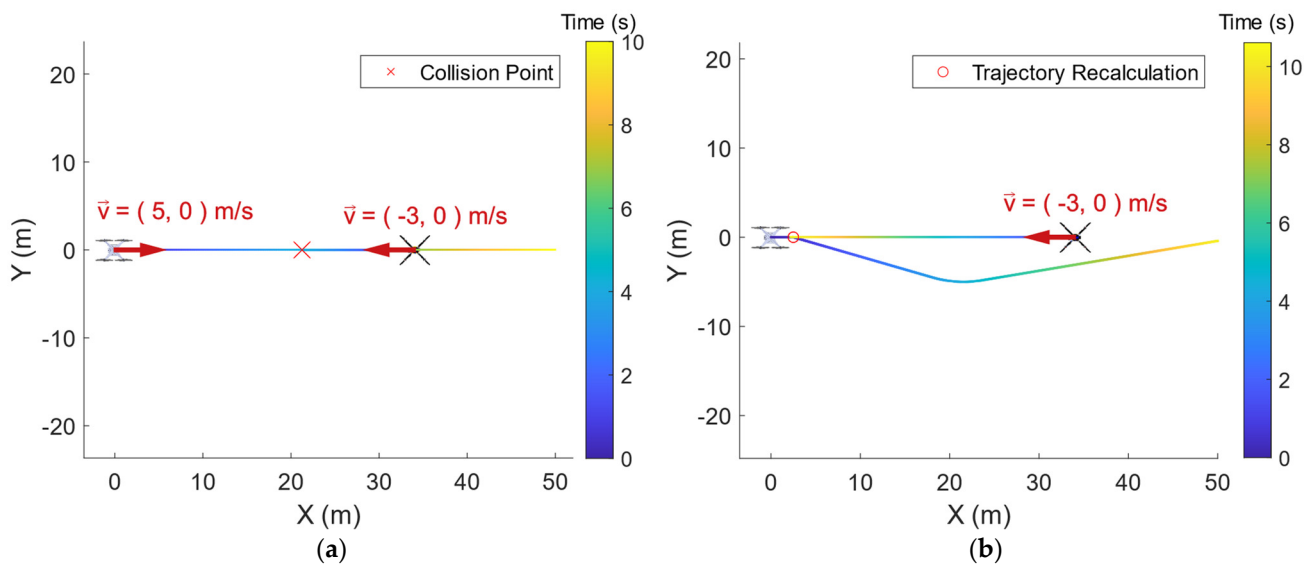 Time (s)
× Collision Point
20
10
0
-10
-20
Y (m)
v⃗ = ( 5, 0 ) m/s
v⃗ = ( -3, 0 ) m/s
0 10 20 30 40 50
X (m)
10
8
6
4
2
0
(a)
Time (s)
Trajectory Recalculation
20
10
0
-10
-20
Y (m)
v⃗ = ( -3, 0 ) m/s
0 10 20 30 40 50
X (m)
10
8
6
4
2
0
(b)